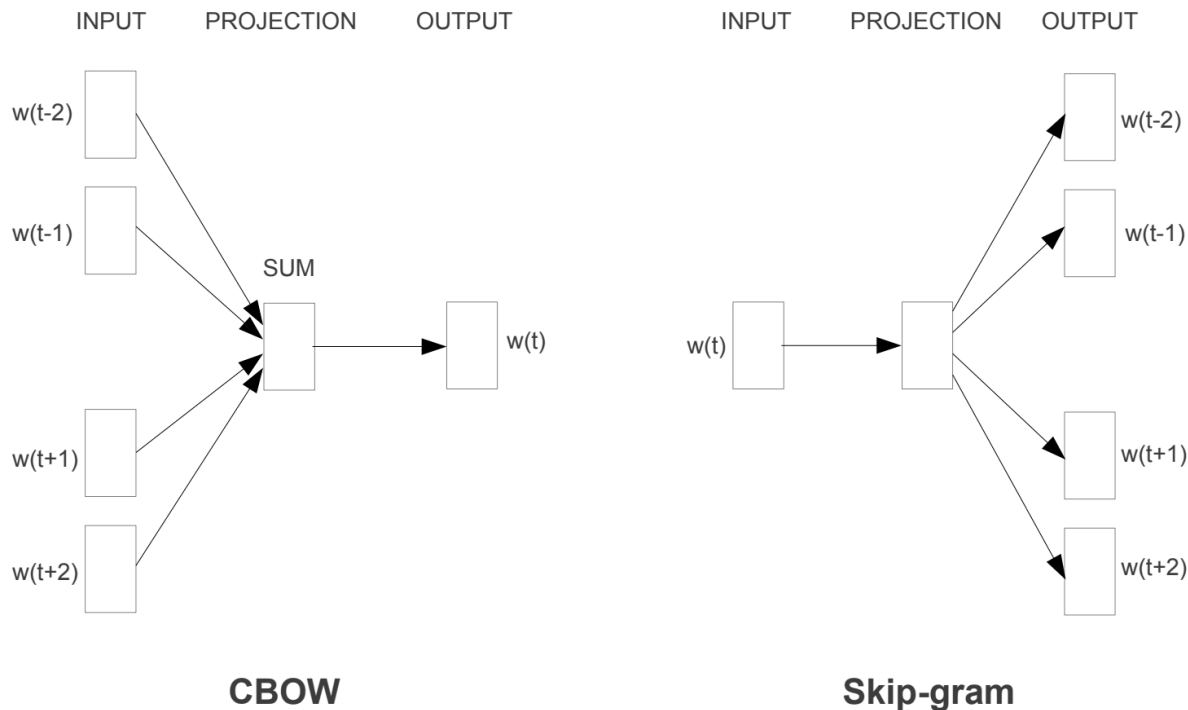 INPUT PROJECTION OUTPUT
w(t-2)
w(t-1)
SUM
w(t)
w(t+1)
w(t+2)
CBOW
INPUT PROJECTION OUTPUT
w(t-2)
w(t-1)
w(t)
w(t+1)
w(t+2)
Skip-gram